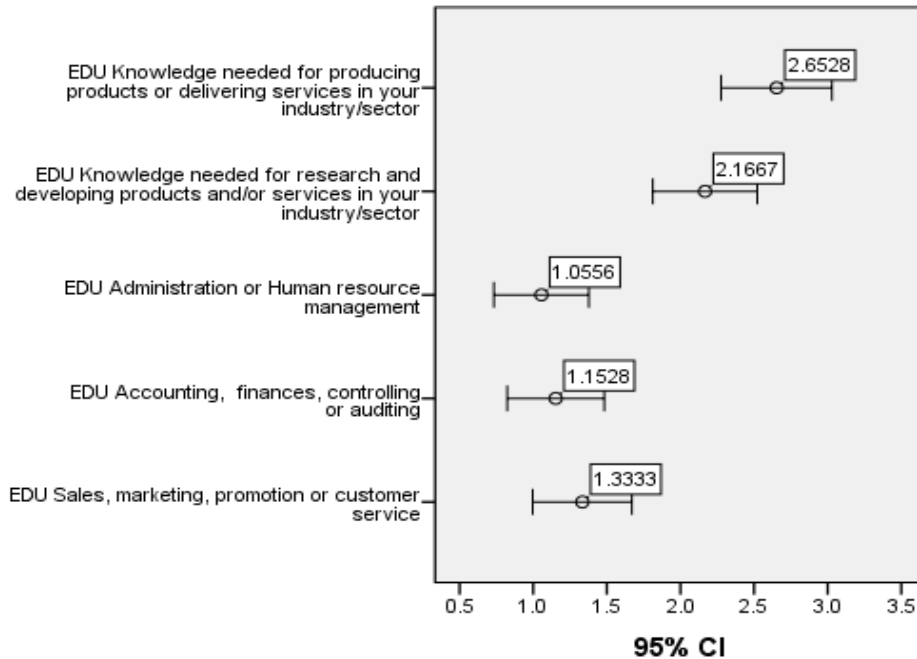 EDU Knowledge needed for producing
products or delivering services in your
industry/sector
2.6528
EDU Knowledge needed for research and
developing products and/or services in your
industry/sector
2.1667
EDU Administration or Human resource
management
1.0556
EDU Accounting,  finances, controlling
or auditing
1.1528
EDU Sales, marketing, promotion or customer
service
1.3333
0.5 1.0 1.5 2.0 2.5 3.0 3.5
95% CI